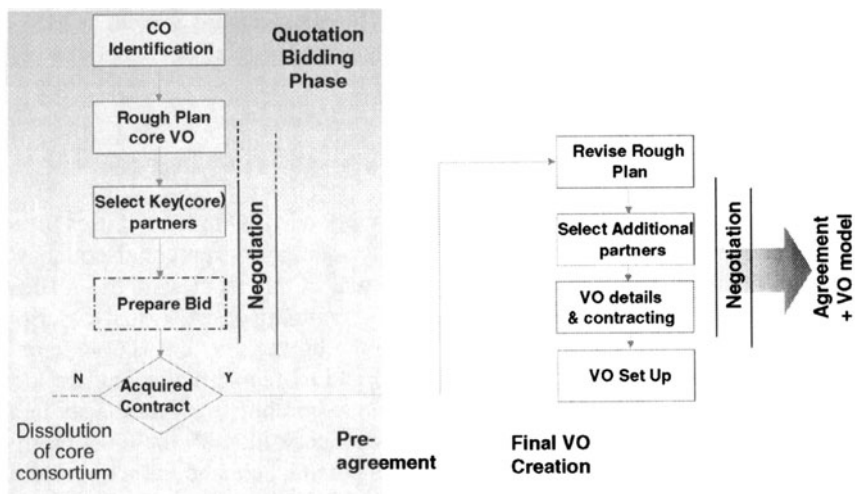 CO
Identification
Quotation
Bidding
Phase
Rough Plan
core VO
Select Key(core)
partners
Negotiation
Prepare Bid
N
Acquired
Contract
Y
Dissolution
of core
consortium
Pre-
agreement
Revise Rough
Plan
Select Additional
partners
VO details
& contracting
VO Set Up
Negotiation
Agreement
+ VO model
Final VO
Creation